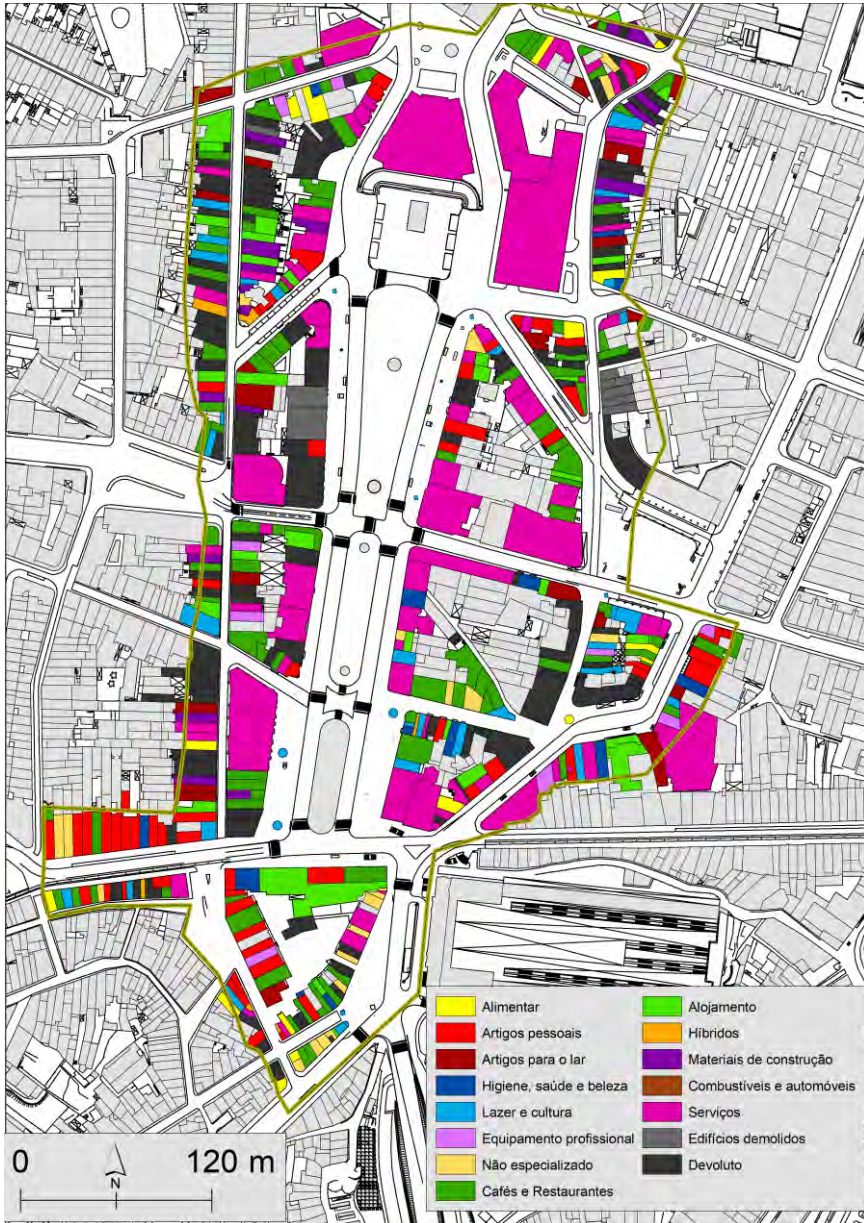 Alimentar
Artigos pessoais
Artigos para o lar
Higiene, saúde e beleza
Lazer e cultura
Equipamento profissional
Não especializado
Cafés e Restaurantes
Alojamento
Híbridos
Materiais de construção
Combustíveis e automóveis
Serviços
Edifícios demolidos
Devoluto
0 120 m
N